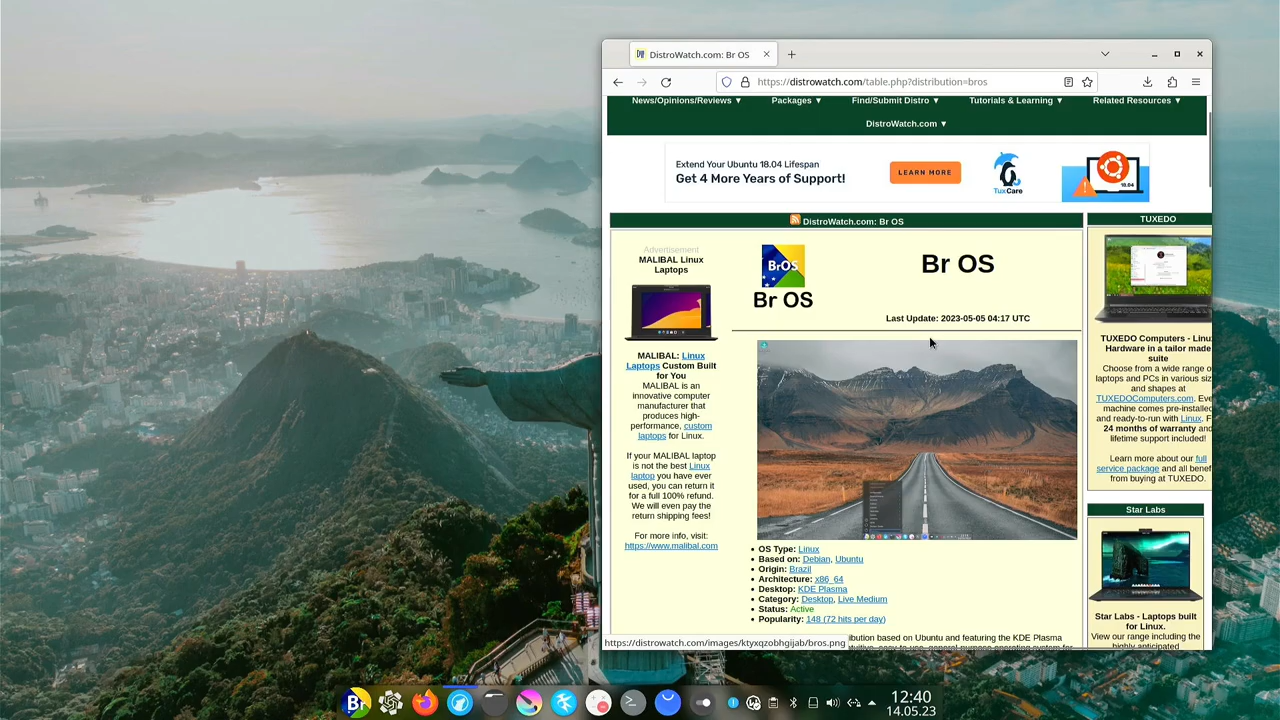 DistroWatch.com: Br OS
https://distrowatch.com/table.php?distribution=bros
News/Opinions/Reviews ▼ Packages ▼ Find/Submit Distro ▼ Tutorials & Learning ▼ Related Resources ▼
DistroWatch.com ▼
Extend Your Ubuntu 18.04 Lifespan
Get 4 More Years of Support!
LEARN MORE
TuxCare
18.04
DistroWatch.com: Br OS
Advertisement
MALIBAL Linux
Laptops
MALIBAL: Linux
Laptops Custom Built
for You
MALIBAL is an
innovative computer
manufacturer that
produces high-
performance, custom
laptops for Linux.
If your MALIBAL laptop
is not the best Linux
laptop you have ever
used, you can return it
for a full 100% refund.
We will even pay the
return shipping fees!
For more info, visit:
https://www.malibal.com
BrOS
Br OS
Br OS
Last Update: 2023-05-05 04:17 UTC
• OS Type: Linux
• Based on: Debian, Ubuntu
• Origin: Brazil
• Architecture: x86_64
• Desktop: KDE Plasma
• Category: Desktop, Live Medium
• Status: Active
• Popularity: 148 (72 hits per day)
ibution based on Ubuntu and featuring the KDE Plasma
TUXEDO
TUXEDO Computers - Linu
Hardware in a tailor made
suite
Choose from a wide range o
laptops and PCs in various siz
and shapes at
TUXEDOComputers.com. Eve
machine comes pre-installed
and ready-to-run with Linux. F
24 months of warranty and
lifetime support included!
Learn more about our full
service package and all benef
from buying at TUXEDO.
Star Labs
Star Labs - Laptops built
for Linux.
View our range including the
highly anticipated
https://distrowatch.com/images/ktyxqzobhgijab/bros.png
12:40
14.05.23